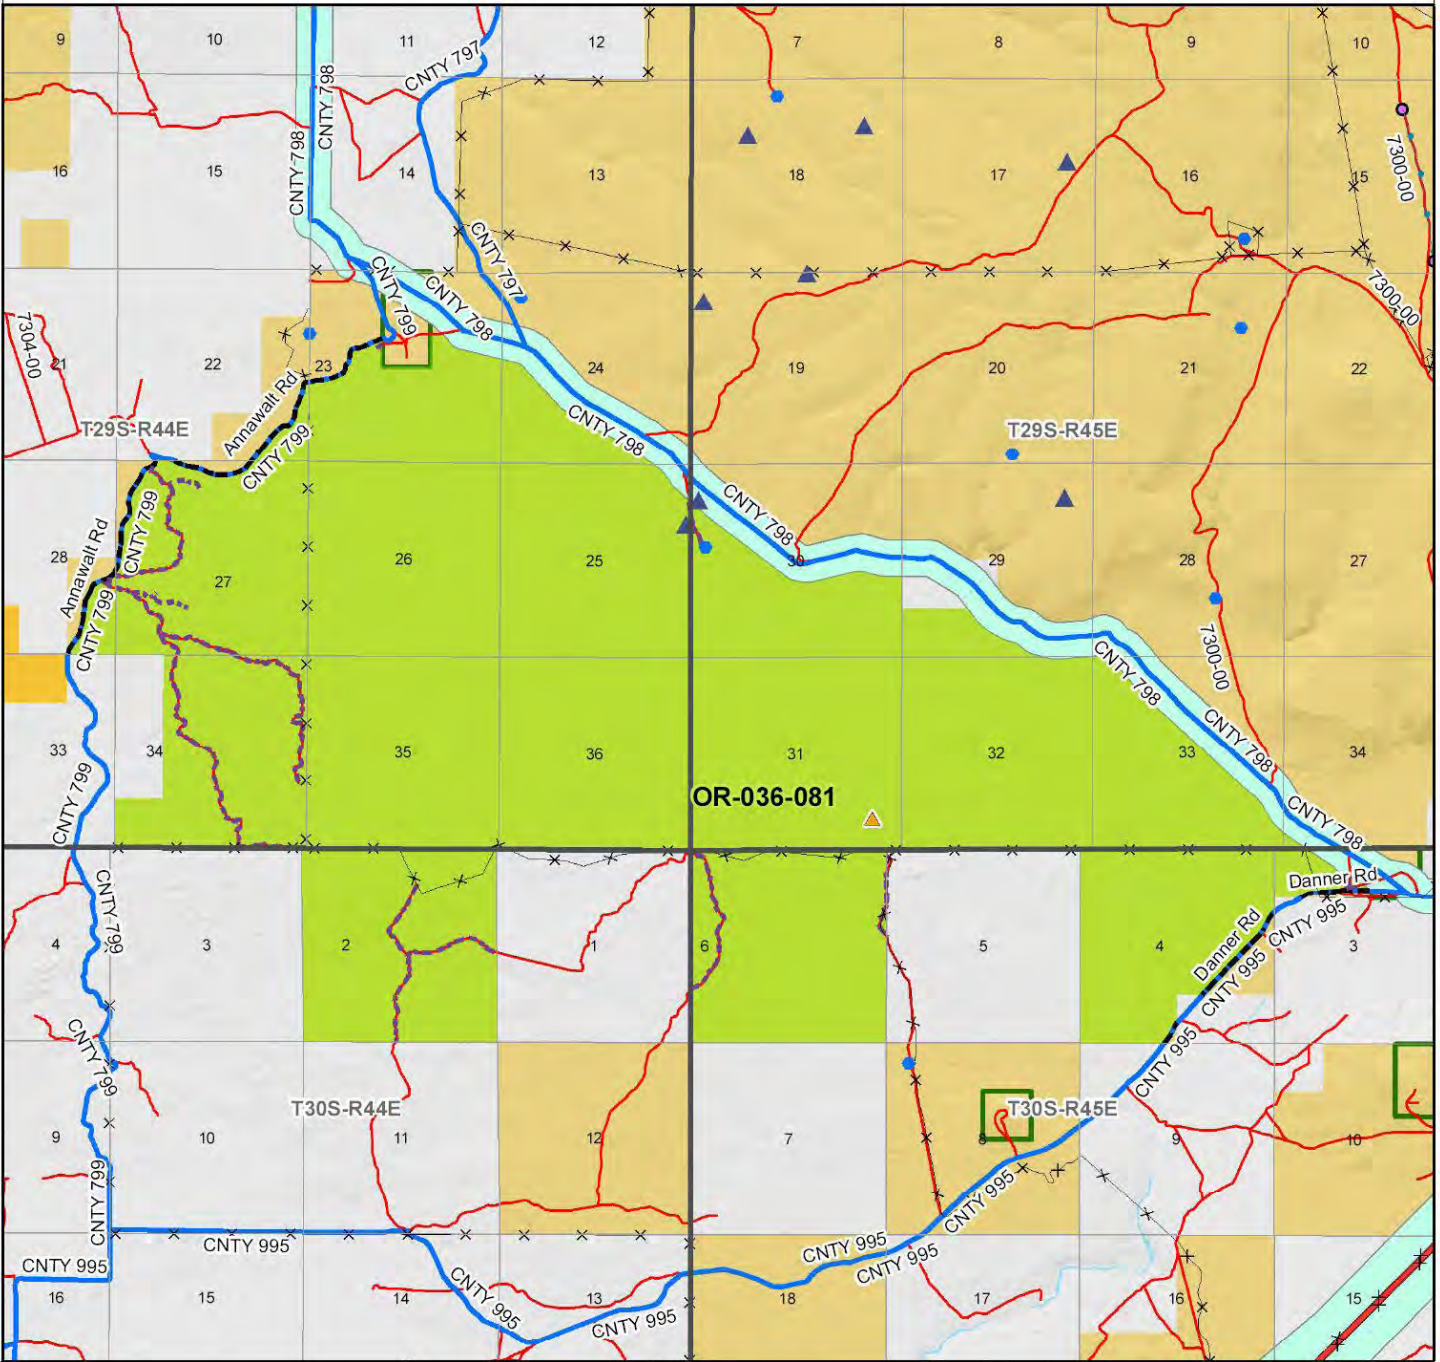 9
10
11
12
7
8
9
10
CNTY 797
CNTY 798
CNTY 798
16
15
14
13
18
17
16
15
7300-00
CNTY 797
CNTY 799
CNTY 798
7300-00
7304-00
21
22
23
24
19
20
21
22
Annawalt Rd
CNTY 799
T29S-R44E
CNTY 798
T29S-R45E
CNTY 799
Annawalt Rd
CNTY 798
28
27
26
25
30
29
28
27
CNTY 799
CNTY 798
7300-00
CNTY 798
33
34
35
36
31
32
33
34
CNTY 799
OR-036-081
CNTY 798
Danner Rd
CNTY 799
CNTY 995
Danner Rd
CNTY 995
4
3
2
1
6
5
4
3
CNTY 799
CNTY 995
T30S-R44E
T30S-R45E
9
10
11
12
7
8
9
10
CNTY 799
CNTY 995
CNTY 995
CNTY 995
CNTY 995
CNTY 995
CNTY 995
CNTY 995
16
15
14
13
18
17
16
15